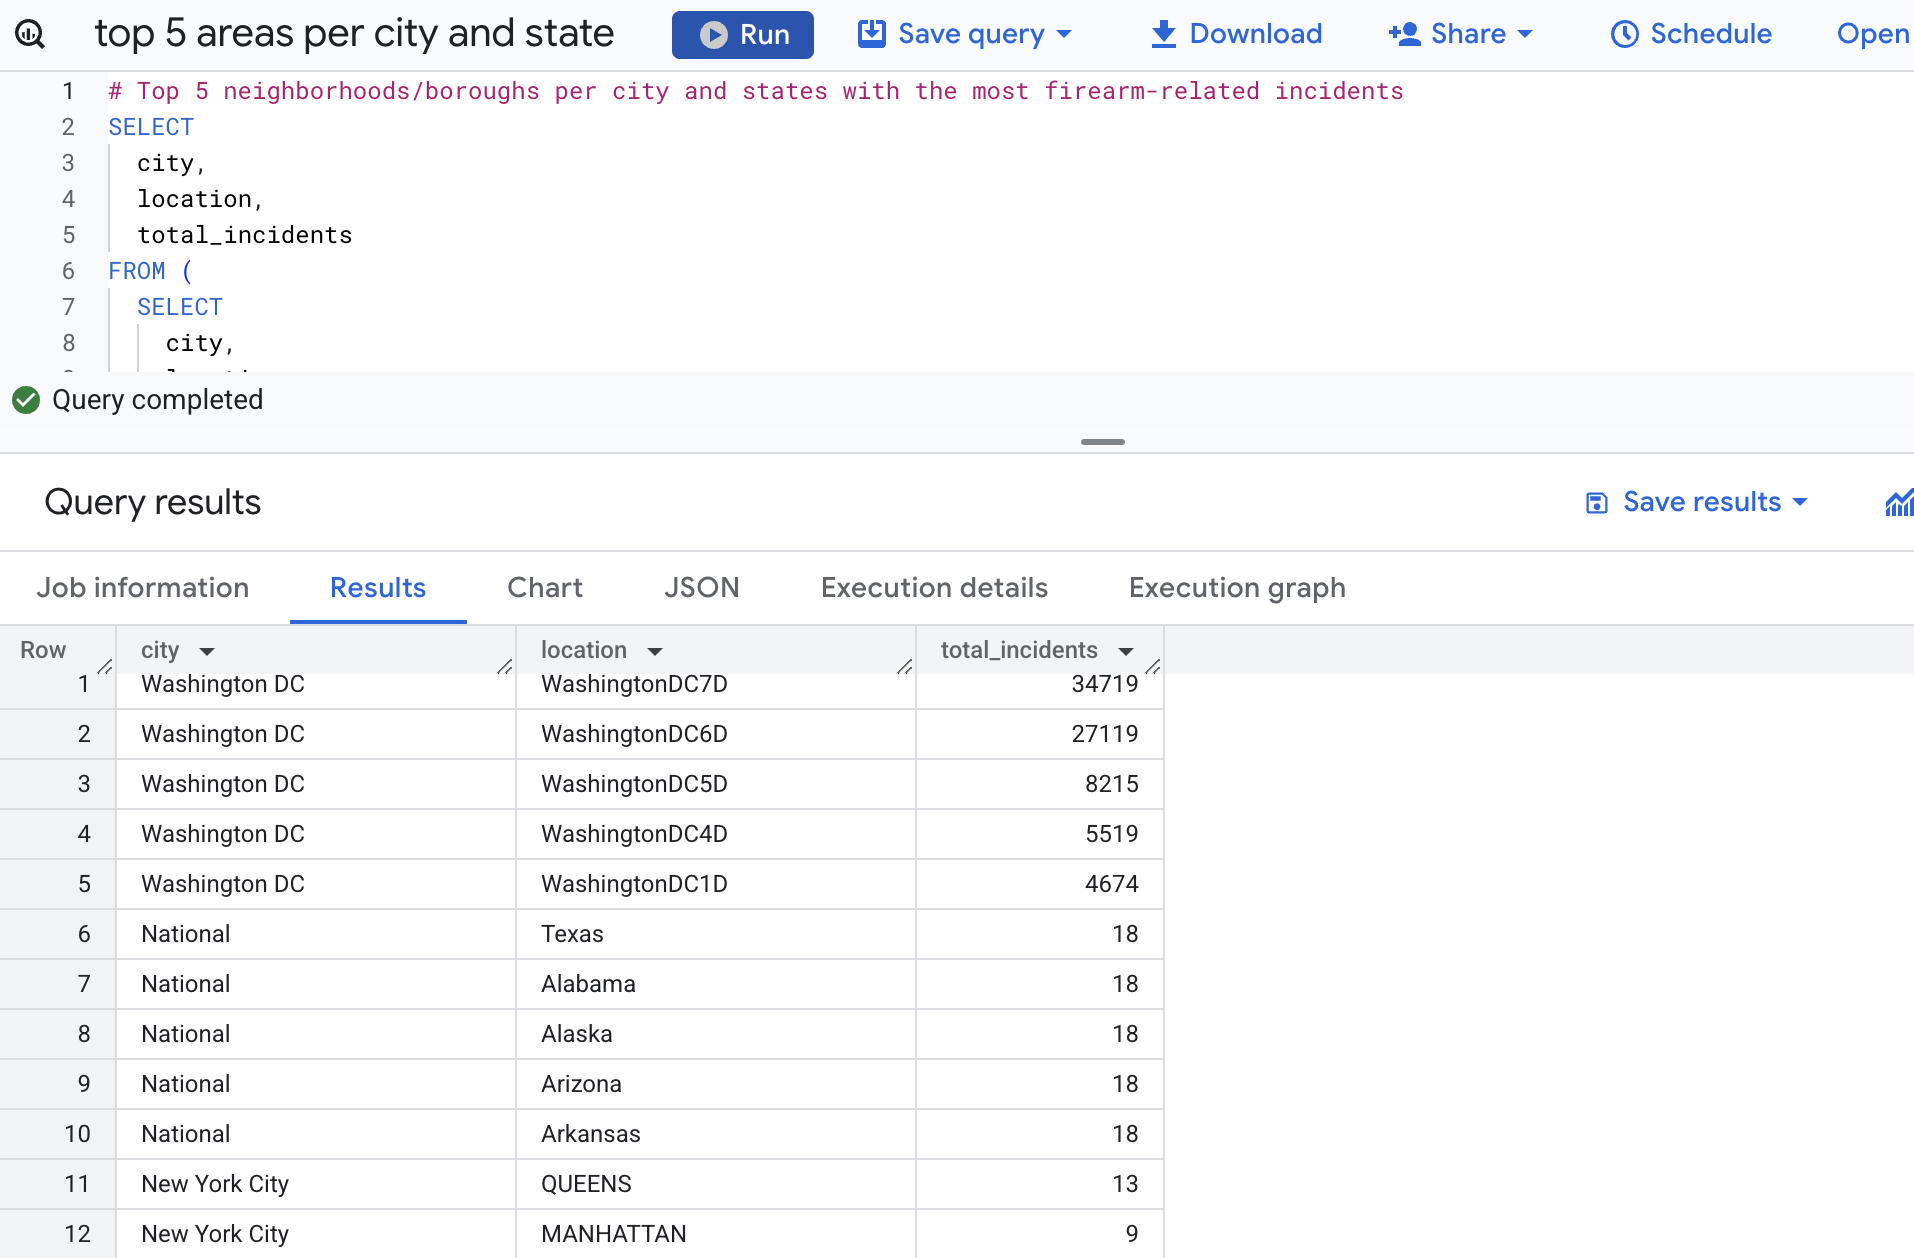 top 5 areas per city and state Run Save query Download Share Schedule Open
1 # Top 5 neighborhoods/boroughs per city and states with the most firearm-related incidents
2 SELECT
3 city,
4 location,
5 total_incidents
6 FROM (
7 SELECT
8 city,
Query completed
Query results Save results
Job information Results Chart JSON Execution details Execution graph
Row city location total_incidents
1 Washington DC WashingtonDC7D 34719
2 Washington DC WashingtonDC6D 27119
3 Washington DC WashingtonDC5D 8215
4 Washington DC WashingtonDC4D 5519
5 Washington DC WashingtonDC1D 4674
6 National Texas 18
7 National Alabama 18
8 National Alaska 18
9 National Arizona 18
10 National Arkansas 18
11 New York City QUEENS 13
12 New York City MANHATTAN 9